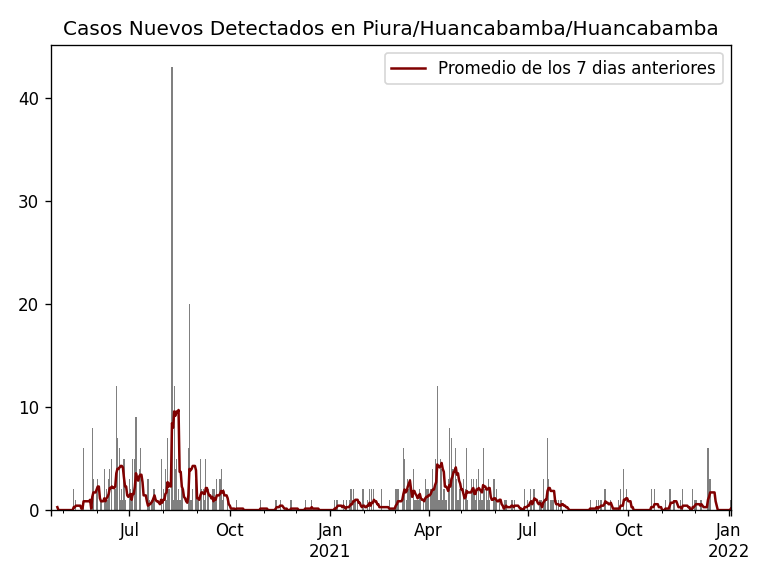 Casos Nuevos Detectados en Piura/Huancabamba/Huancabamba
Promedio de los 7 dias anteriores
40
30
20
10
0
Jul Oct Jan Apr Jul Oct Jan
2021 2022